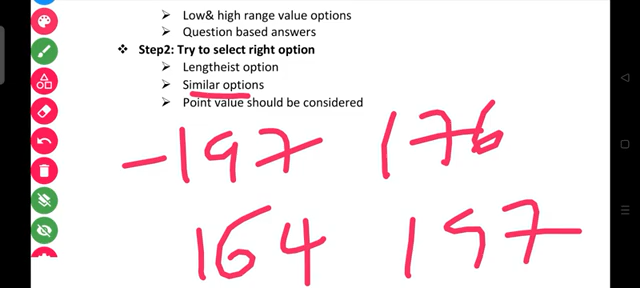 ➢ Low& high range value options
➢ Question based answers
❖ Step2: Try to select right option
➢ Lengtheist option
➢ Similar options
➢ Point value should be considered
-197 176
164 197